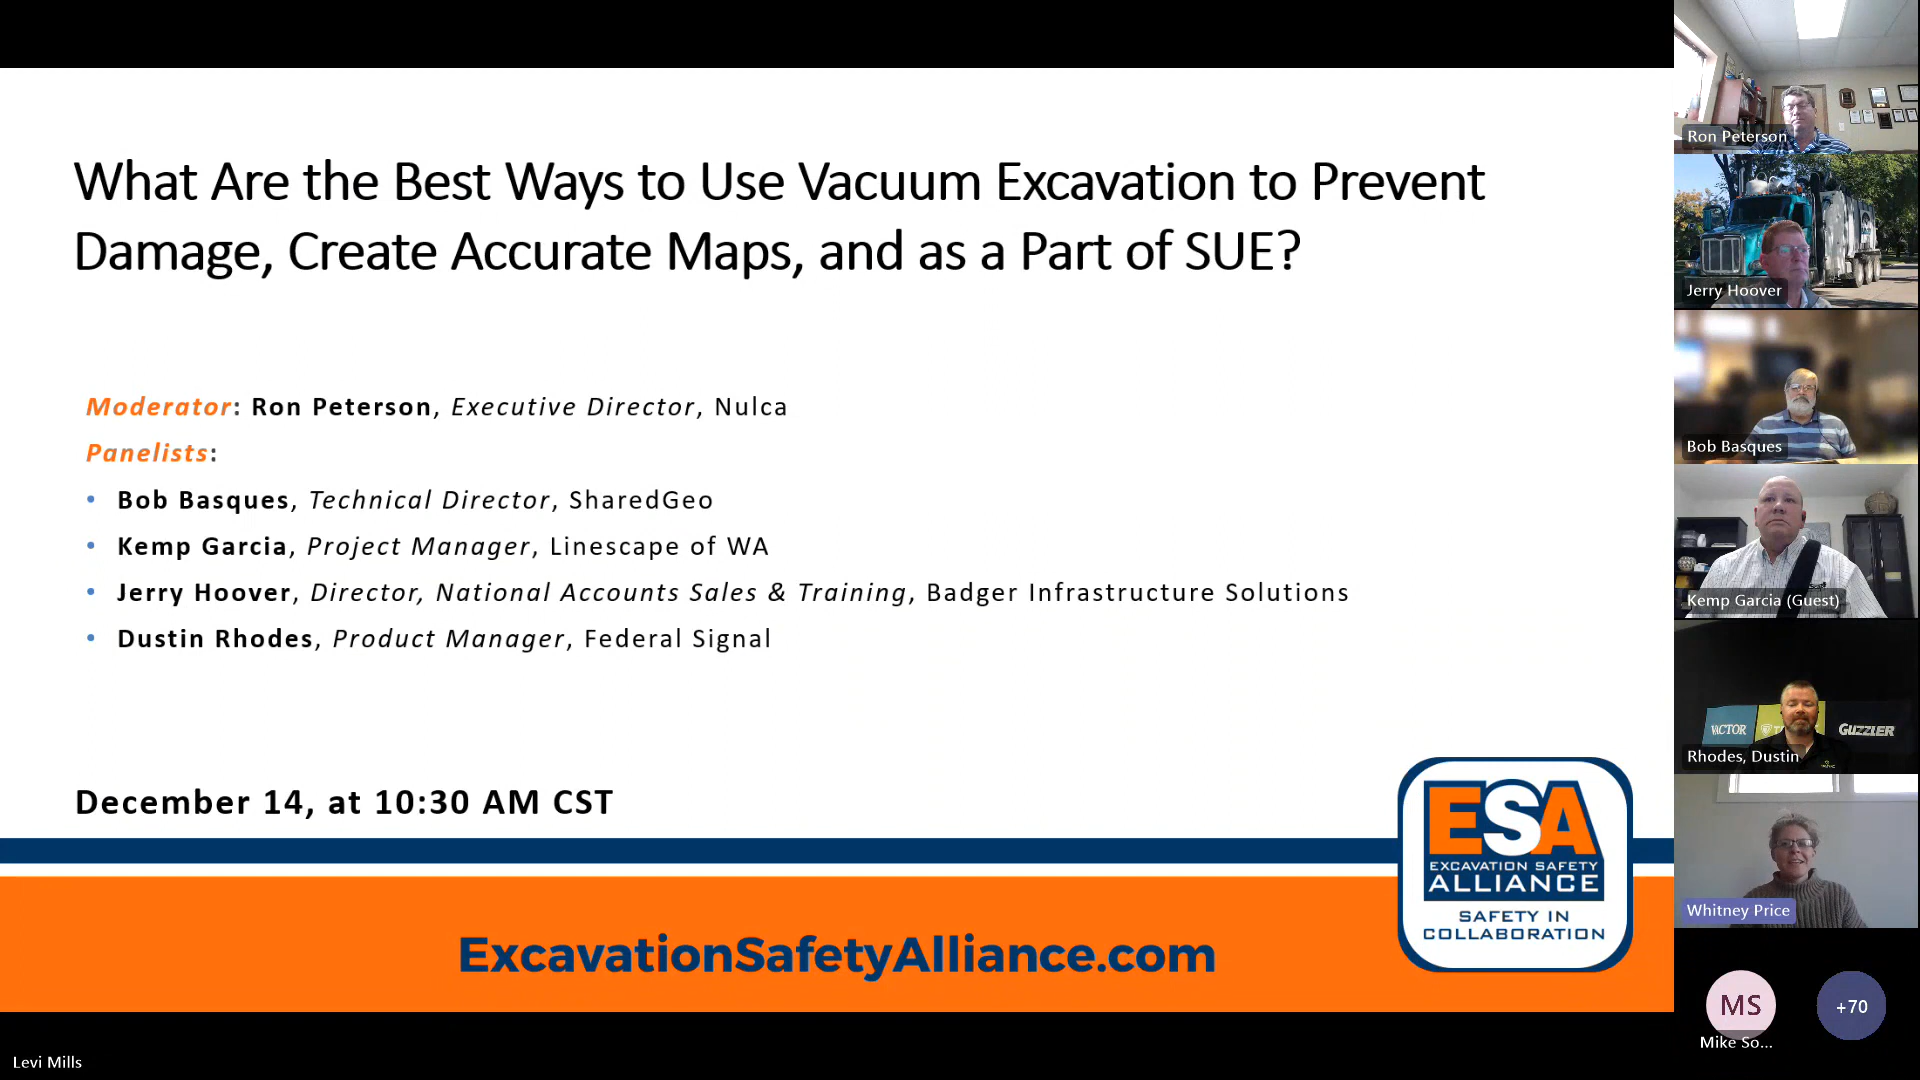 What Are the Best Ways to Use Vacuum Excavation to Prevent
Damage, Create Accurate Maps, and as a Part of SUE?
Moderator: Ron Peterson, Executive Director, Nulca
Panelists:
• Bob Basques, Technical Director, SharedGeo
• Kemp Garcia, Project Manager, Linescape of WA
• Jerry Hoover, Director, National Accounts Sales & Training, Badger Infrastructure Solutions
• Dustin Rhodes, Product Manager, Federal Signal
December 14, at 10:30 AM CST
ESA
EXCAVATION SAFETY
ALLIANCE
SAFETY IN
COLLABORATION
ExcavationSafetyAlliance.com
Levi Mills
Ron Peterson
Jerry Hoover
Bob Basques
Kemp Garcia (Guest)
VACTOR
GUZZLER
Rhodes, Dustin
Whitney Price
MS
+70
Mike So...